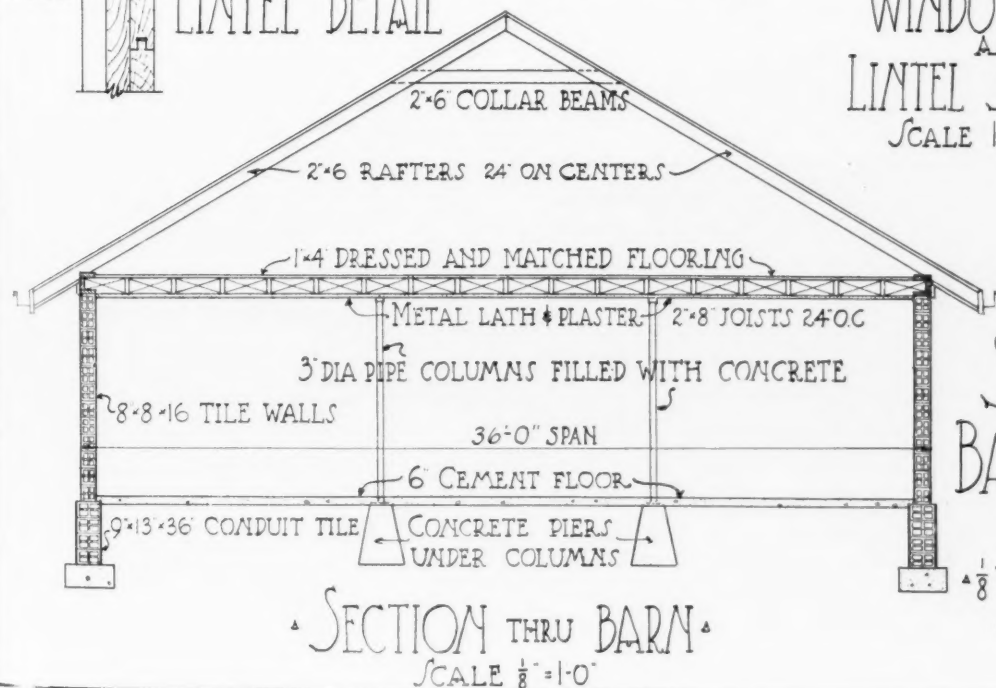 LINTEL DETAIL
LINTEL
SCALE
2"×6" COLLAR BEAMS
2"×6 RAFTERS 24" ON CENTERS
1"×4" DRESSED AND MATCHED FLOORING
METAL LATH & PLASTER
2"×8" JOISTS 24"O.C
3" DIA PIPE COLUMNS FILLED WITH CONCRETE
8"×8"×16 TILE WALLS
36'-0" SPAN
6" CEMENT FLOOR
9"×13"×36" CONDUIT TILE
CONCRETE PIERS
UNDER COLUMNS
1/8
SECTION THRU BARN
SCALE 1/8" = 1'-0"